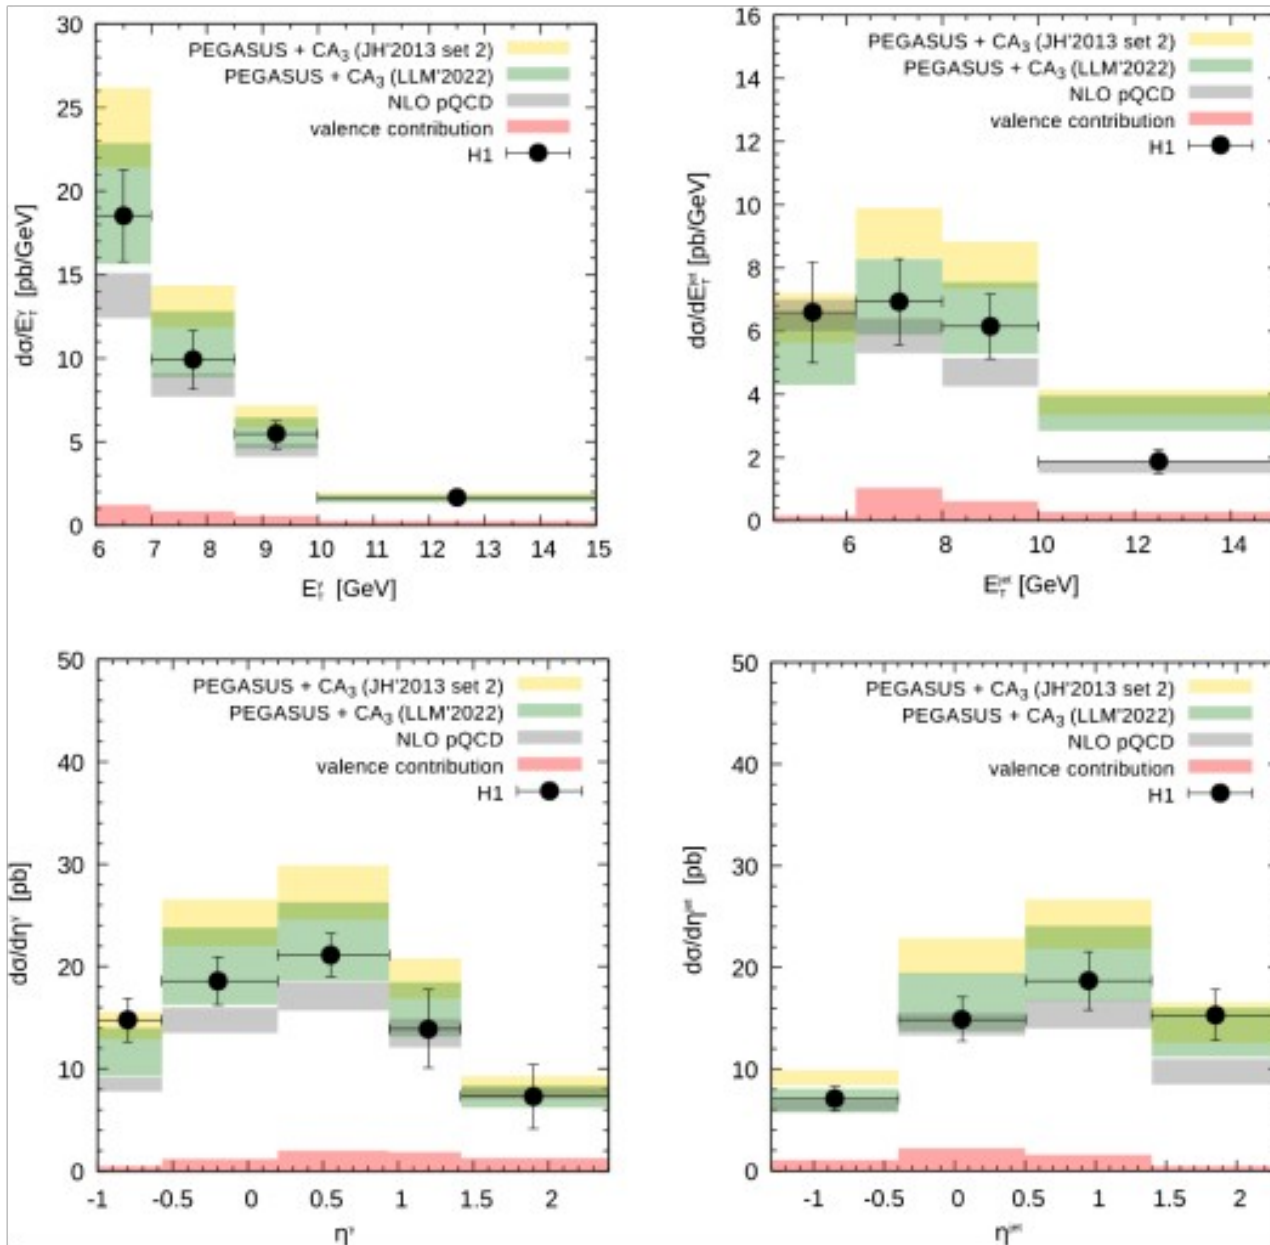 30
25
20
15
10
5
0
PEGASUS + CA₃ (JH'2013 set 2)
PEGASUS + CA₃ (LLM'2022)
NLO pQCD
valence contribution
H1
dσ/E_T^γ [pb/GeV]
6 7 8 9 10 11 12 13 14 15
E_T^γ [GeV]
16
14
12
10
8
6
4
2
0
PEGASUS + CA₃ (JH'2013 set 2)
PEGASUS + CA₃ (LLM'2022)
NLO pQCD
valence contribution
H1
dσ/dE_T^jet [pb/GeV]
6 8 10 12 14
E_T^jet [GeV]
50
40
30
20
10
0
PEGASUS + CA₃ (JH'2013 set 2)
PEGASUS + CA₃ (LLM'2022)
NLO pQCD
valence contribution
H1
dσ/dη^γ [pb]
-1 -0.5 0 0.5 1 1.5 2
η^γ
50
40
30
20
10
0
PEGASUS + CA₃ (JH'2013 set 2)
PEGASUS + CA₃ (LLM'2022)
NLO pQCD
valence contribution
H1
dσ/dη^jet [pb]
-1 -0.5 0 0.5 1 1.5 2
η^jet